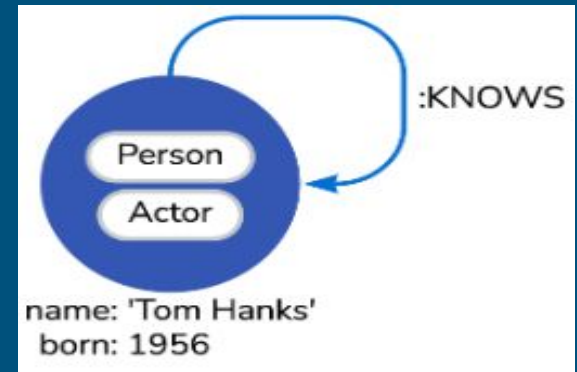 :KNOWS
Person
Actor
name: 'Tom Hanks'
born: 1956